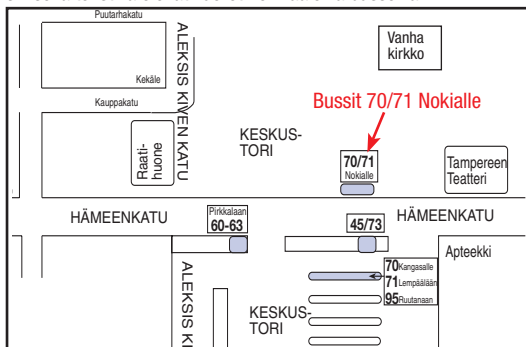 Puutarhakatu
Kekäle
Kauppakatu
ALEKSIS KIVEN KATU
Raati-
huone
KESKUS-
TORI
Vanha
kirkko
Bussit 70/71 Nokialle
70/71
Nokialle
Tampereen
Teatteri
HÄMEENKATU
Pirkkalaan
60-63
45/73
HÄMEENKATU
ALEKSIS KI
KESKUS-
TORI
70 Kangasalle
71 Lempäälään
95 Ruutanaan
Apteekki